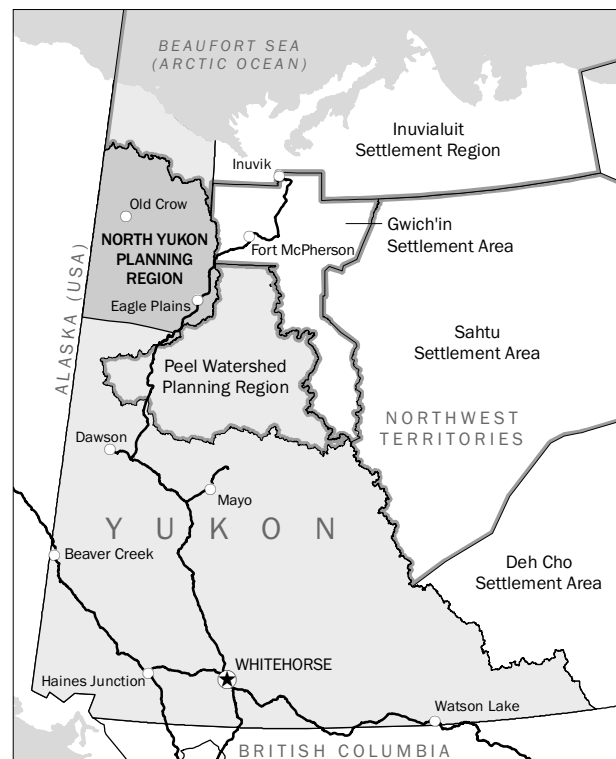 BEAUFORT SEA
(ARCTIC OCEAN)
Inuvialuit
Settlement Region
Inuvik
Old Crow
Gwich'in
Settlement Area
NORTH YUKON
PLANNING
REGION
Fort McPherson
Eagle Plains
ALASKA (USA)
Sahtu
Settlement Area
Peel Watershed
Planning Region
NORTHWEST
TERRITORIES
Dawson
Mayo
YUKON
Beaver Creek
Deh Cho
Settlement Area
WHITEHORSE
Haines Junction
Watson Lake
BRITISH COLUMBIA